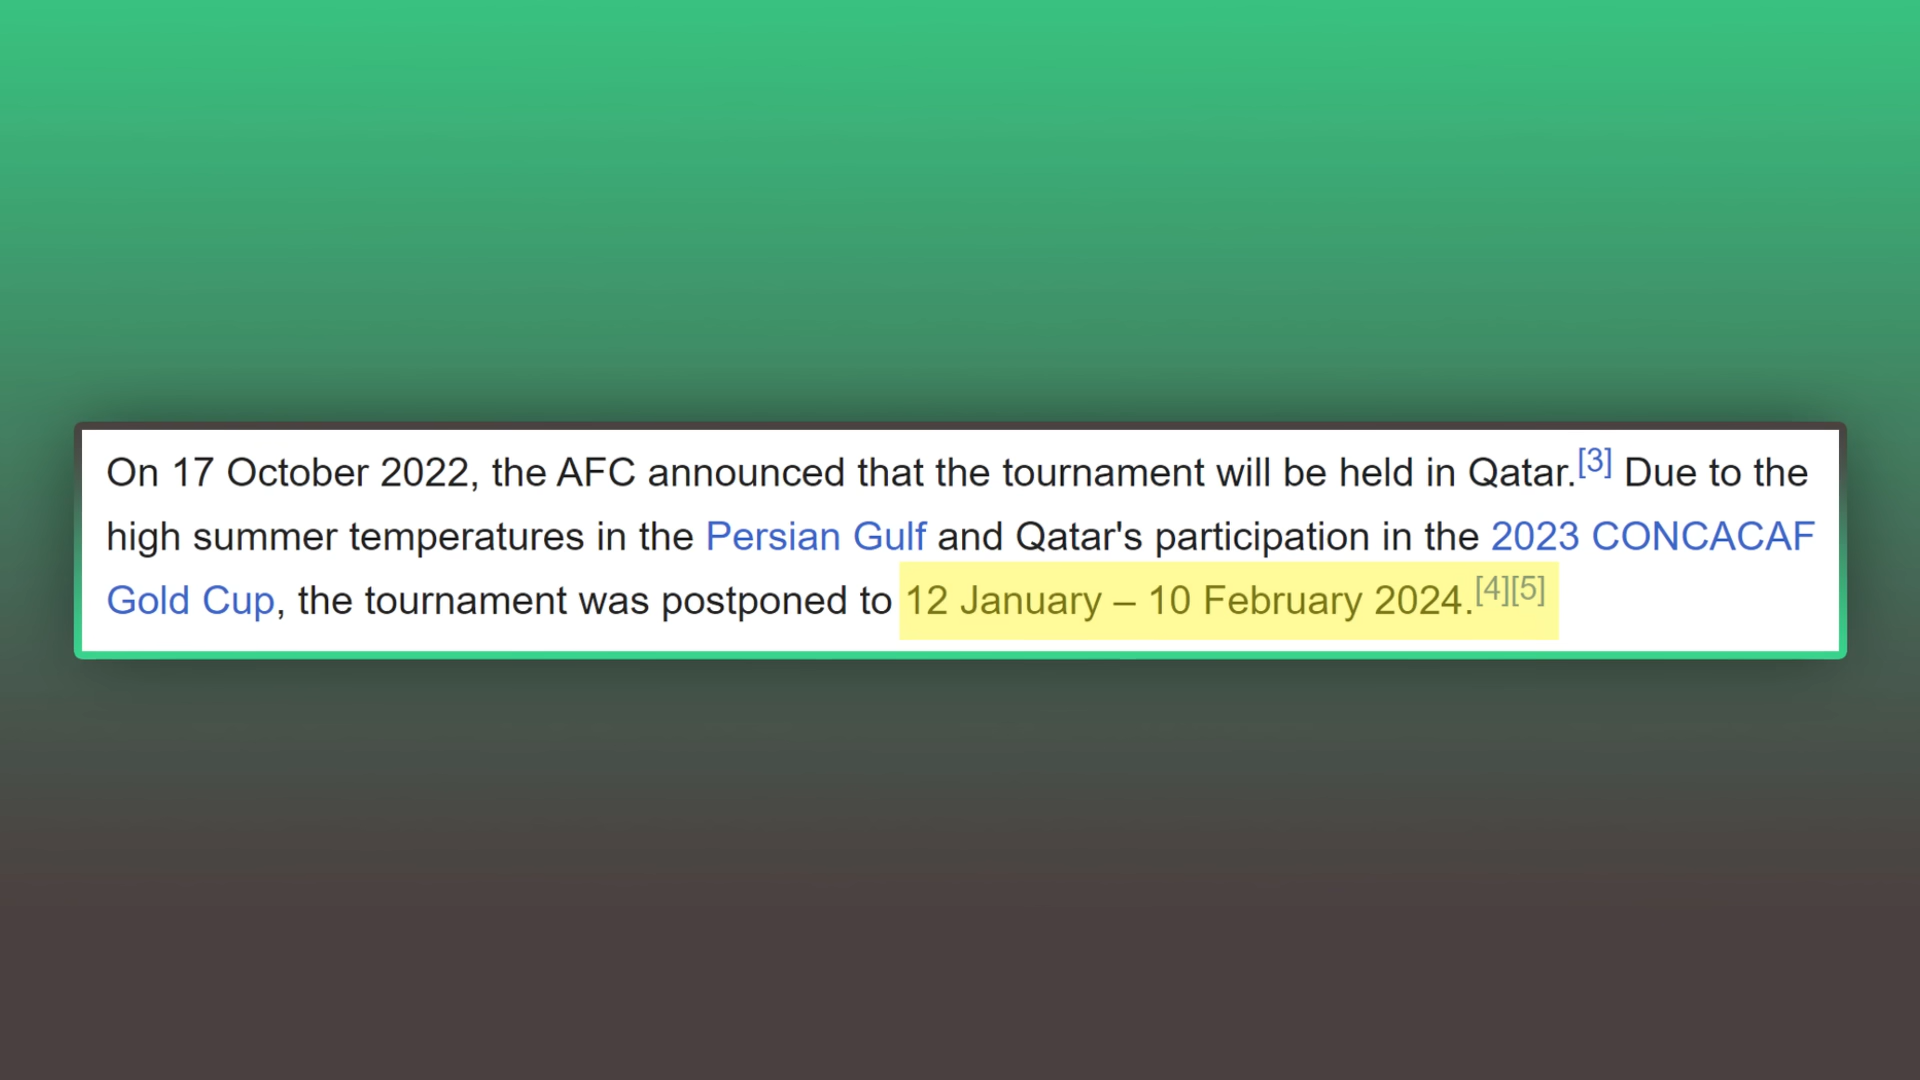 On 17 October 2022, the AFC announced that the tournament will be held in Qatar.[3] Due to the
high summer temperatures in the Persian Gulf and Qatar's participation in the 2023 CONCACAF
Gold Cup, the tournament was postponed to 12 January – 10 February 2024.[4][5]